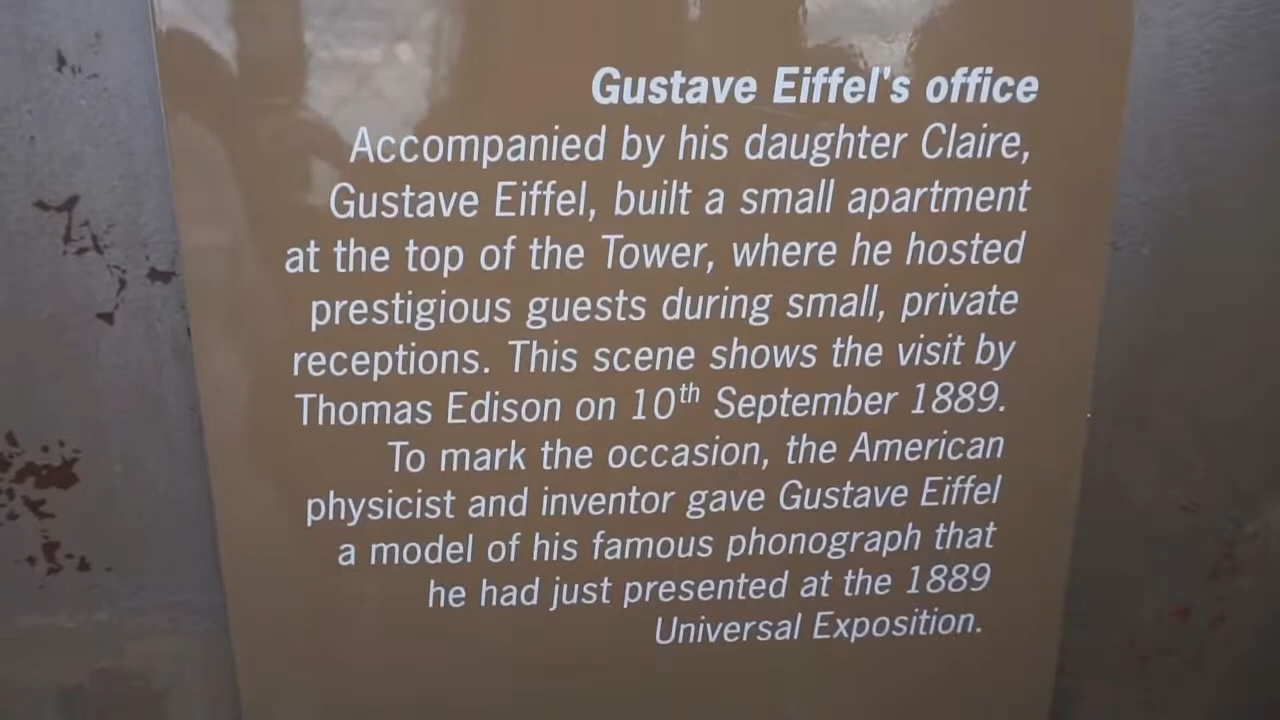 Gustave Eiffel's office
Accompanied by his daughter Claire,
Gustave Eiffel, built a small apartment
at the top of the Tower, where he hosted
prestigious guests during small, private
receptions. This scene shows the visit by
Thomas Edison on 10th September 1889.
To mark the occasion, the American
physicist and inventor gave Gustave Eiffel
a model of his famous phonograph that
he had just presented at the 1889
Universal Exposition.